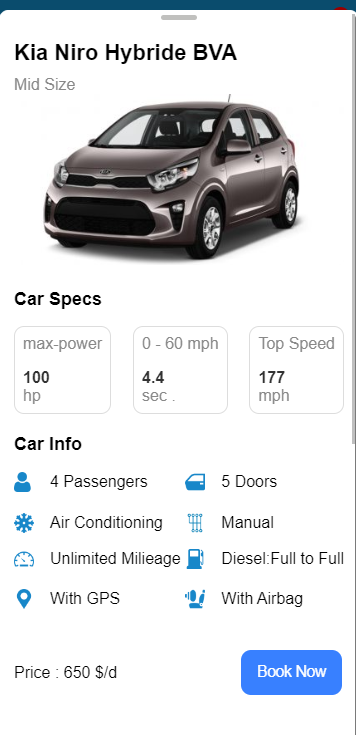 Kia Niro Hybride BVA
Mid Size
Car Specs
max-power 0 - 60 mph Top Speed
100 4.4 177
hp sec . mph
Car Info
4 Passengers 5 Doors
Air Conditioning Manual
Unlimited Milieage Diesel:Full to Full
With GPS With Airbag
Price : 650 $/d Book Now